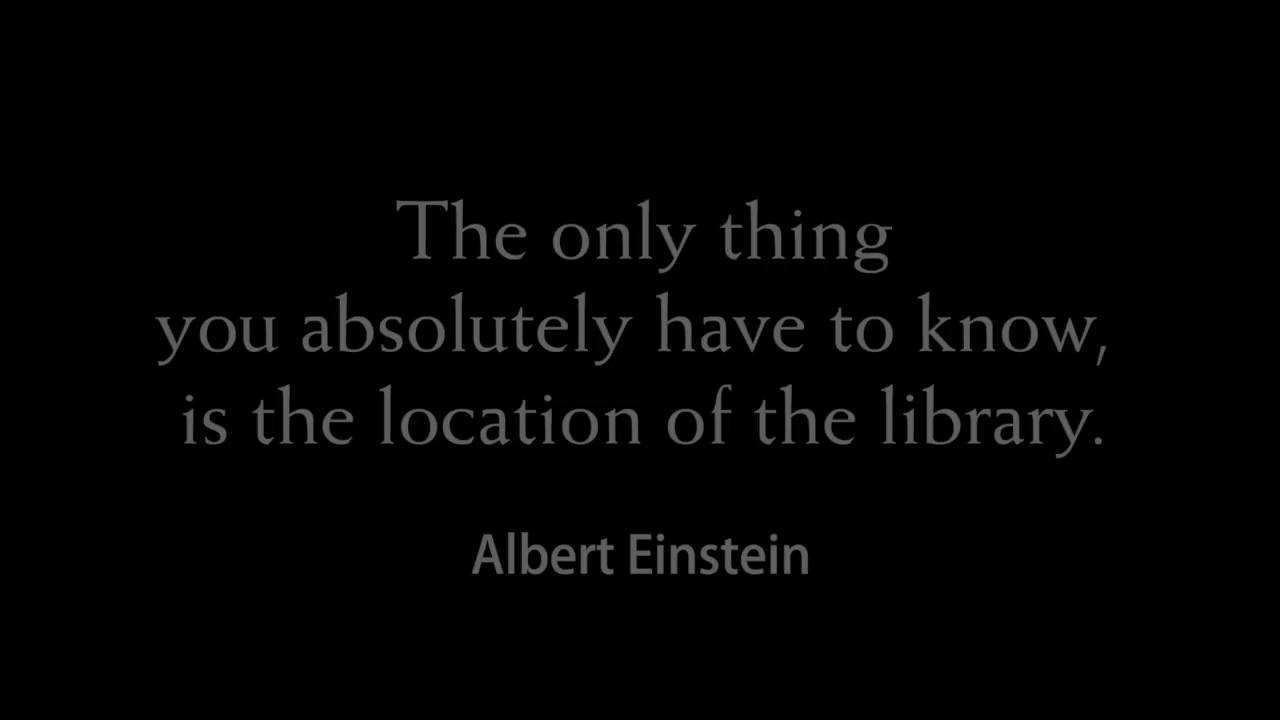 The only thing
you absolutely have to know,
is the location of the library.
Albert Einstein